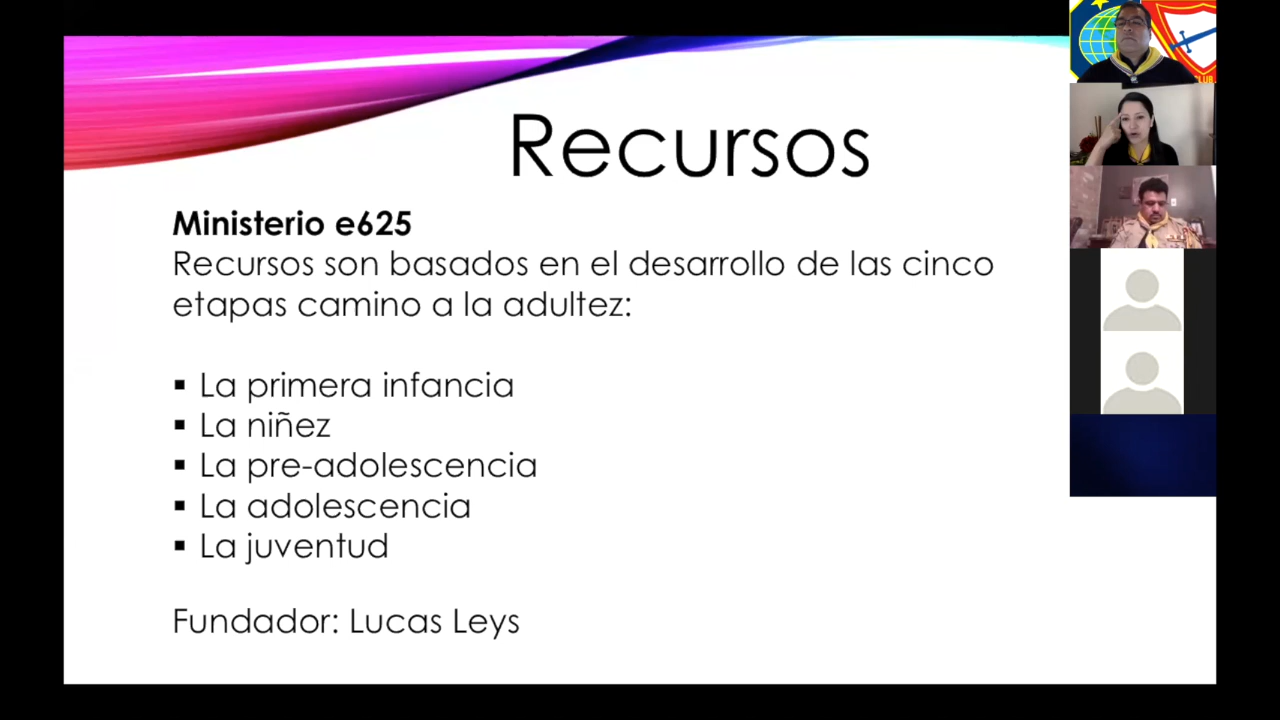 Recursos
Ministerio e625
Recursos son basados en el desarrollo de las cinco
etapas camino a la adultez:
▪ La primera infancia
▪ La niñez
▪ La pre-adolescencia
▪ La adolescencia
▪ La juventud
Fundador: Lucas Leys
CLUB